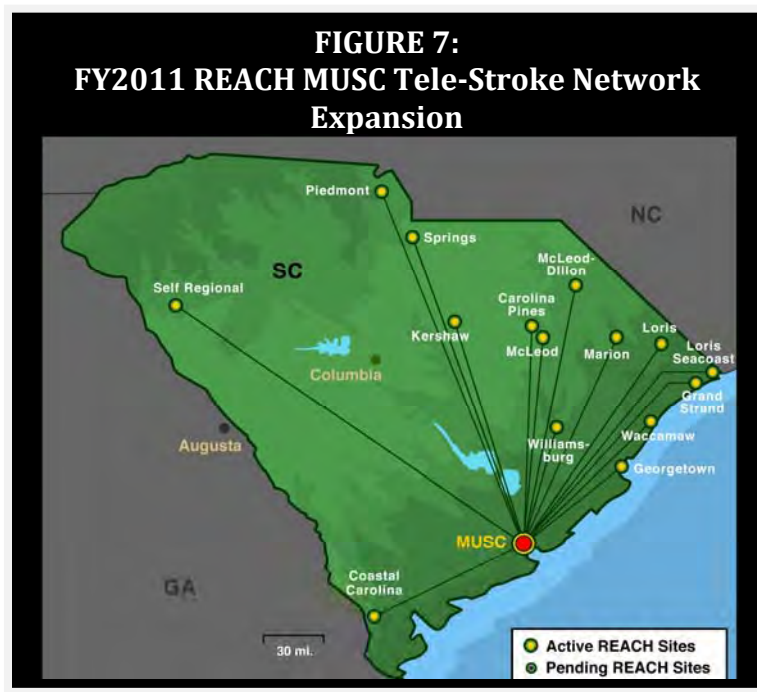 FIGURE 7:
FY2011 REACH MUSC Tele-Stroke Network
Expansion
Piedmont
NC
Springs
McLeod-
Dillon
SC
Self Regional
Carolina
Pines
Kershaw
McLeod
Marion
Loris
Loris
Seacoast
Columbia
Grand
Strand
Augusta
Williams-
burg
Waccamaw
Georgetown
MUSC
Coastal
Carolina
GA
30 mi.
Active REACH Sites
Pending REACH Sites